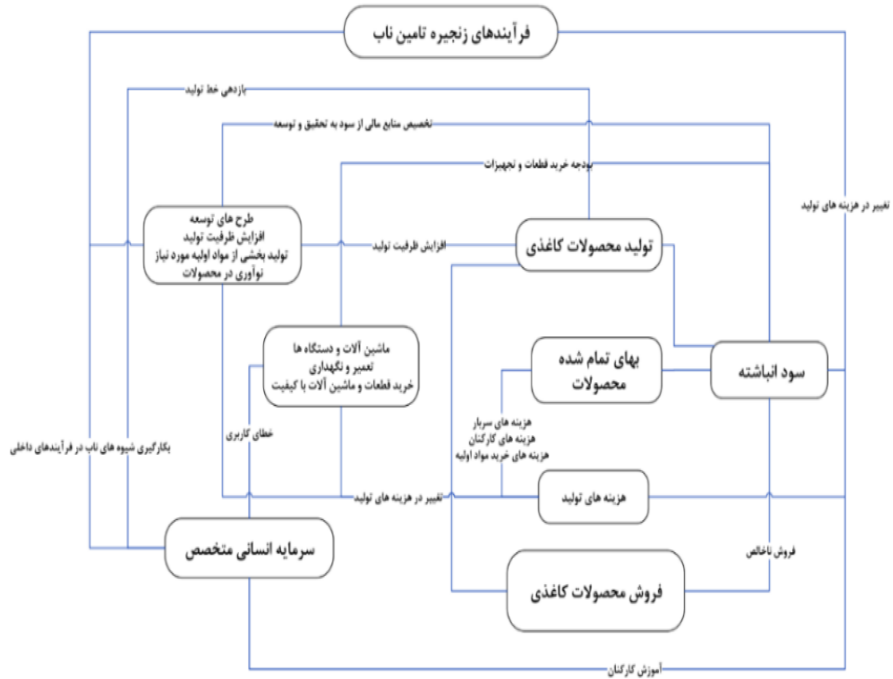 فرآیندهای زنجیره تامین ناب
بازدهی خط تولید
تخصیص منابع مالی از سود به تحقیق و توسعه
بودجه خرید قطعات و تجهیزات
تغییر در هزینه های تولید
طرح های توسعه
افزایش ظرفیت تولید
تولید بخشی از مواد اولیه مورد نیاز
نوآوری در محصولات
افزایش ظرفیت تولید
تولید محصولات کاغذی
ماشین آلات و دستگاه ها
تعمیر و نگهداری
خرید قطعات و ماشین آلات با کیفیت
بهای تمام شده
محصولات
سود انباشته
هزینه های سربار
هزینه های کارکنان
هزینه های خرید مواد اولیه
خطای کاربری
بکارگیری شیوه های ناب در فرآیندهای داخلی
تغییر در هزینه های تولید
هزینه های تولید
سرمایه انسانی متخصص
فروش ناخالص
فروش محصولات کاغذی
آموزش کارکنان